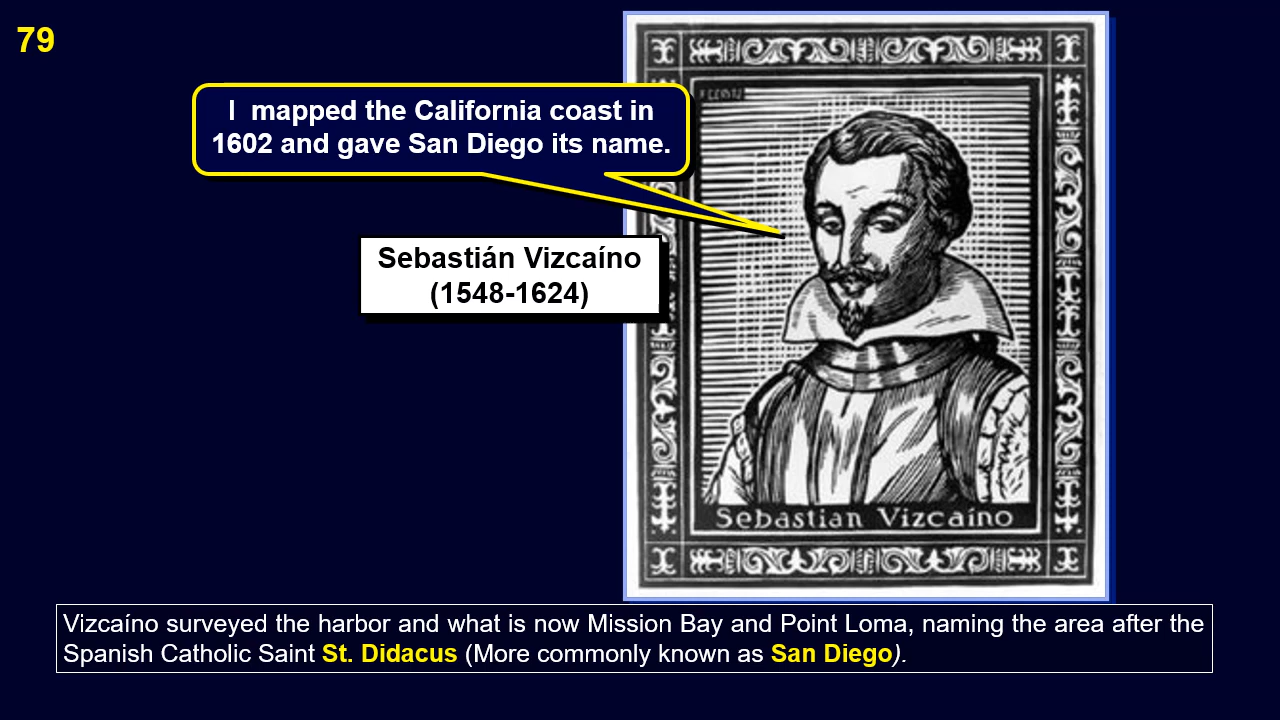 79
I mapped the California coast in
1602 and gave San Diego its name.
Sebastián Vizcaíno
(1548-1624)
Sebastian Vizcaíno
Vizcaíno surveyed the harbor and what is now Mission Bay and Point Loma, naming the area after the
Spanish Catholic Saint St. Didacus (More commonly known as San Diego).